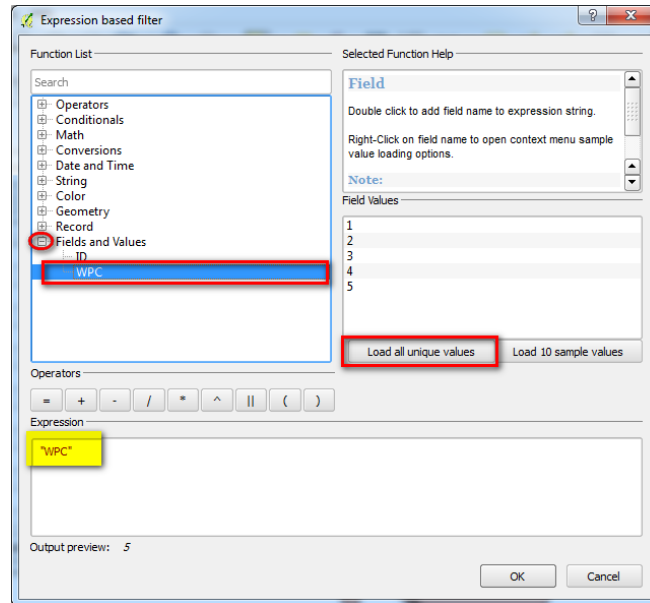 Expression based filter
Function List
Search
Operators
Conditionals
Math
Conversions
Date and Time
String
Color
Geometry
Record
Fields and Values
ID
WPC
Selected Function Help
Field
Double click to add field name to expression string.
Right-Click on field name to open context menu sample
value loading options.
Note:
Field Values
1
2
3
4
5
Load all unique values Load 10 sample values
Operators
= + - / * ^ || ( )
Expression
"WPC"
Output preview: 5
OK Cancel